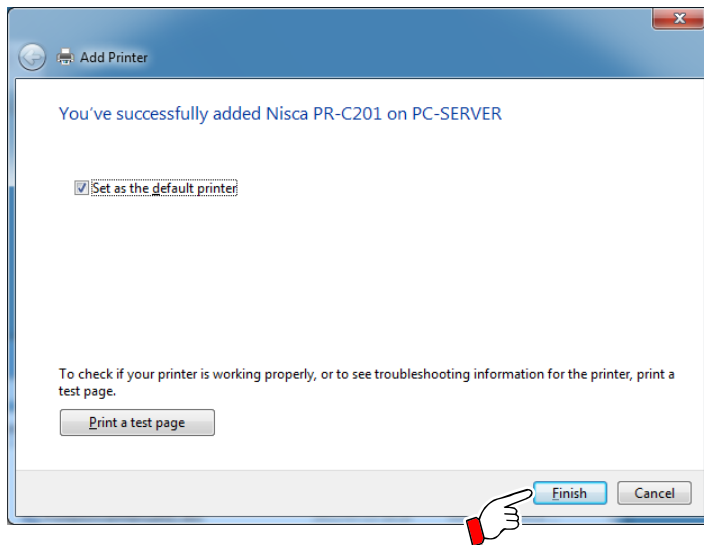 Add Printer
You've successfully added Nisca PR-C201 on PC-SERVER
Set as the default printer
To check if your printer is working properly, or to see troubleshooting information for the printer, print a
test page.
Print a test page
Finish Cancel